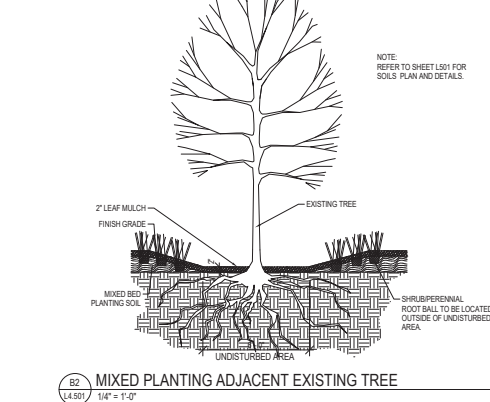 NOTE:
REFER TO SHEET L501 FOR
SOILS PLAN AND DETAILS.
2" LEAF MULCH
EXISTING TREE
FINISH GRADE
2"
MIXED BED
PLANTING SOIL
SHRUB/PERENNIAL
ROOT BALL TO BE LOCATED
OUTSIDE OF UNDISTURBED
AREA.
UNDISTURBED AREA
B2
L4.501
MIXED PLANTING ADJACENT EXISTING TREE
1/4" = 1'-0"